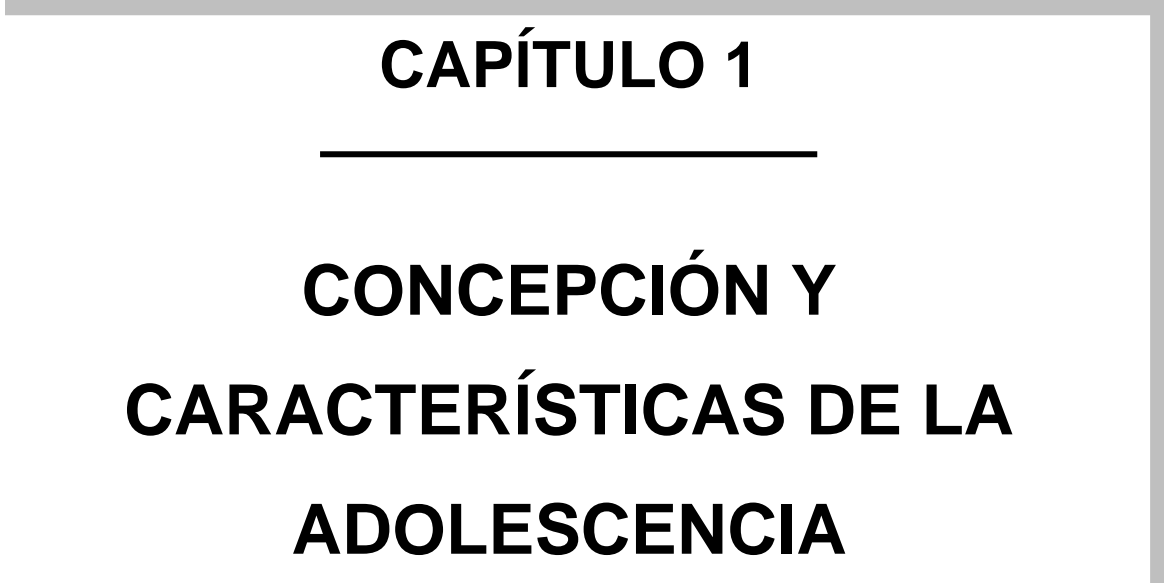 CAPÍTULO 1
CONCEPCIÓN Y
CARACTERÍSTICAS DE LA
ADOLESCENCIA